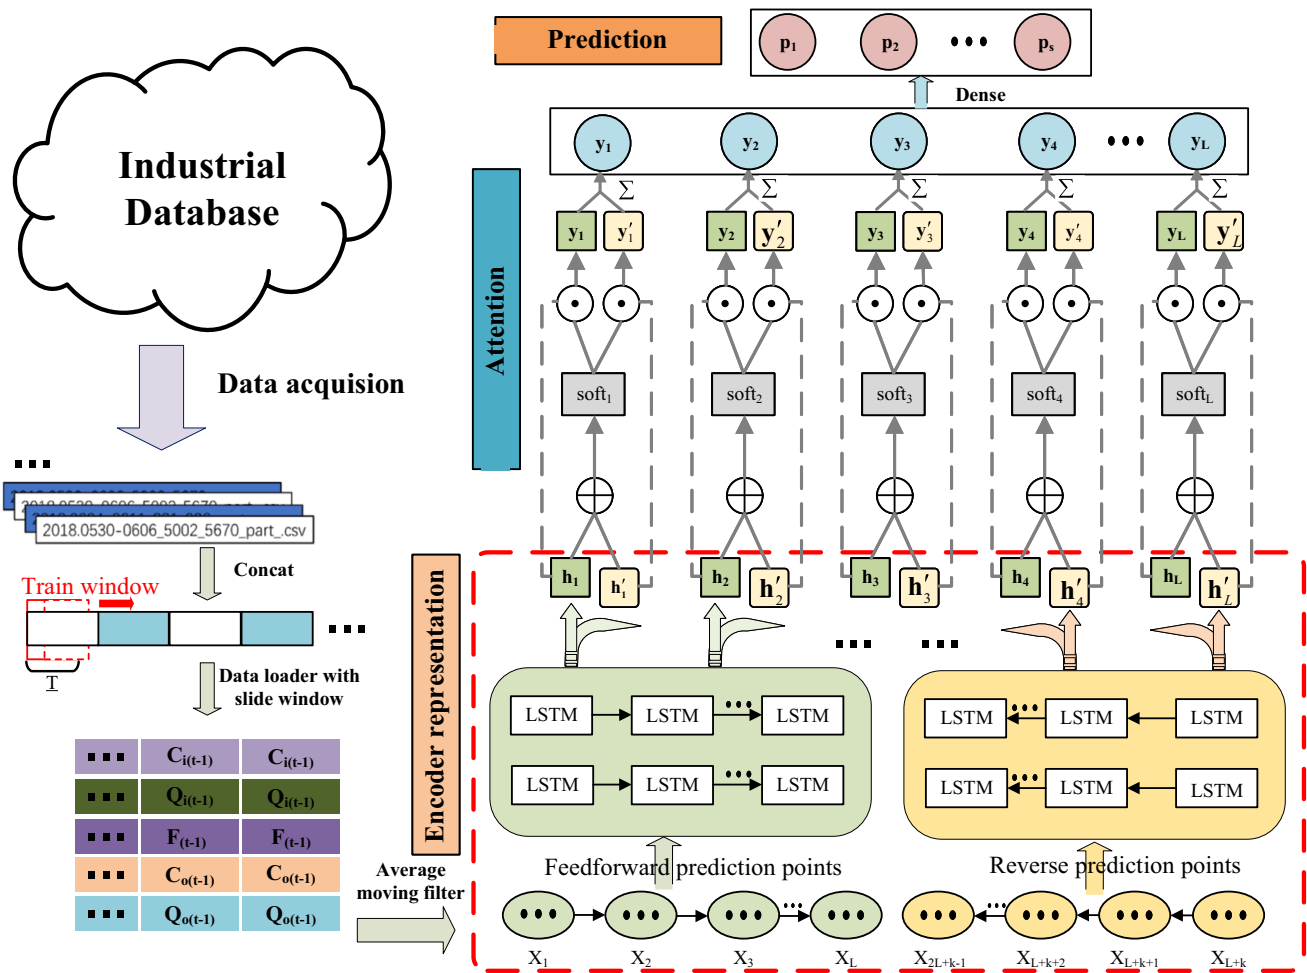 Prediction
p1 p2 ••• ps
Dense
y1 y2 y3 y4 ••• yL
Σ Σ Σ Σ Σ
y1 y′1 y2 y′2 y3 y′3 y4 y′4 yL y′L
Attention
soft1 soft2 soft3 soft4 softL
h1 h′1 h2 h′2 h3 h′3 h4 h′4 hL h′L
Industrial
Database
Data acquision
•••
2018.0530-0606_5002_5670_part_.csv
Concat
Train window
•••
T
Data loader with
slide window
••• Ci(t-1) Ci(t-1)
••• Qi(t-1) Qi(t-1)
••• F(t-1) F(t-1)
••• Co(t-1) Co(t-1)
••• Qo(t-1) Qo(t-1)
Average
moving filter
Encoder representation
••• •••
LSTM LSTM ••• LSTM
LSTM LSTM ••• LSTM
LSTM ••• LSTM LSTM
LSTM ••• LSTM LSTM
Feedforward prediction points
Reverse prediction points
••• ••• ••• ••• •••
••• ••• ••• ••• •••
X1 X2 X3 XL X2L+k-1 XL+k+2 XL+k+1 XL+k